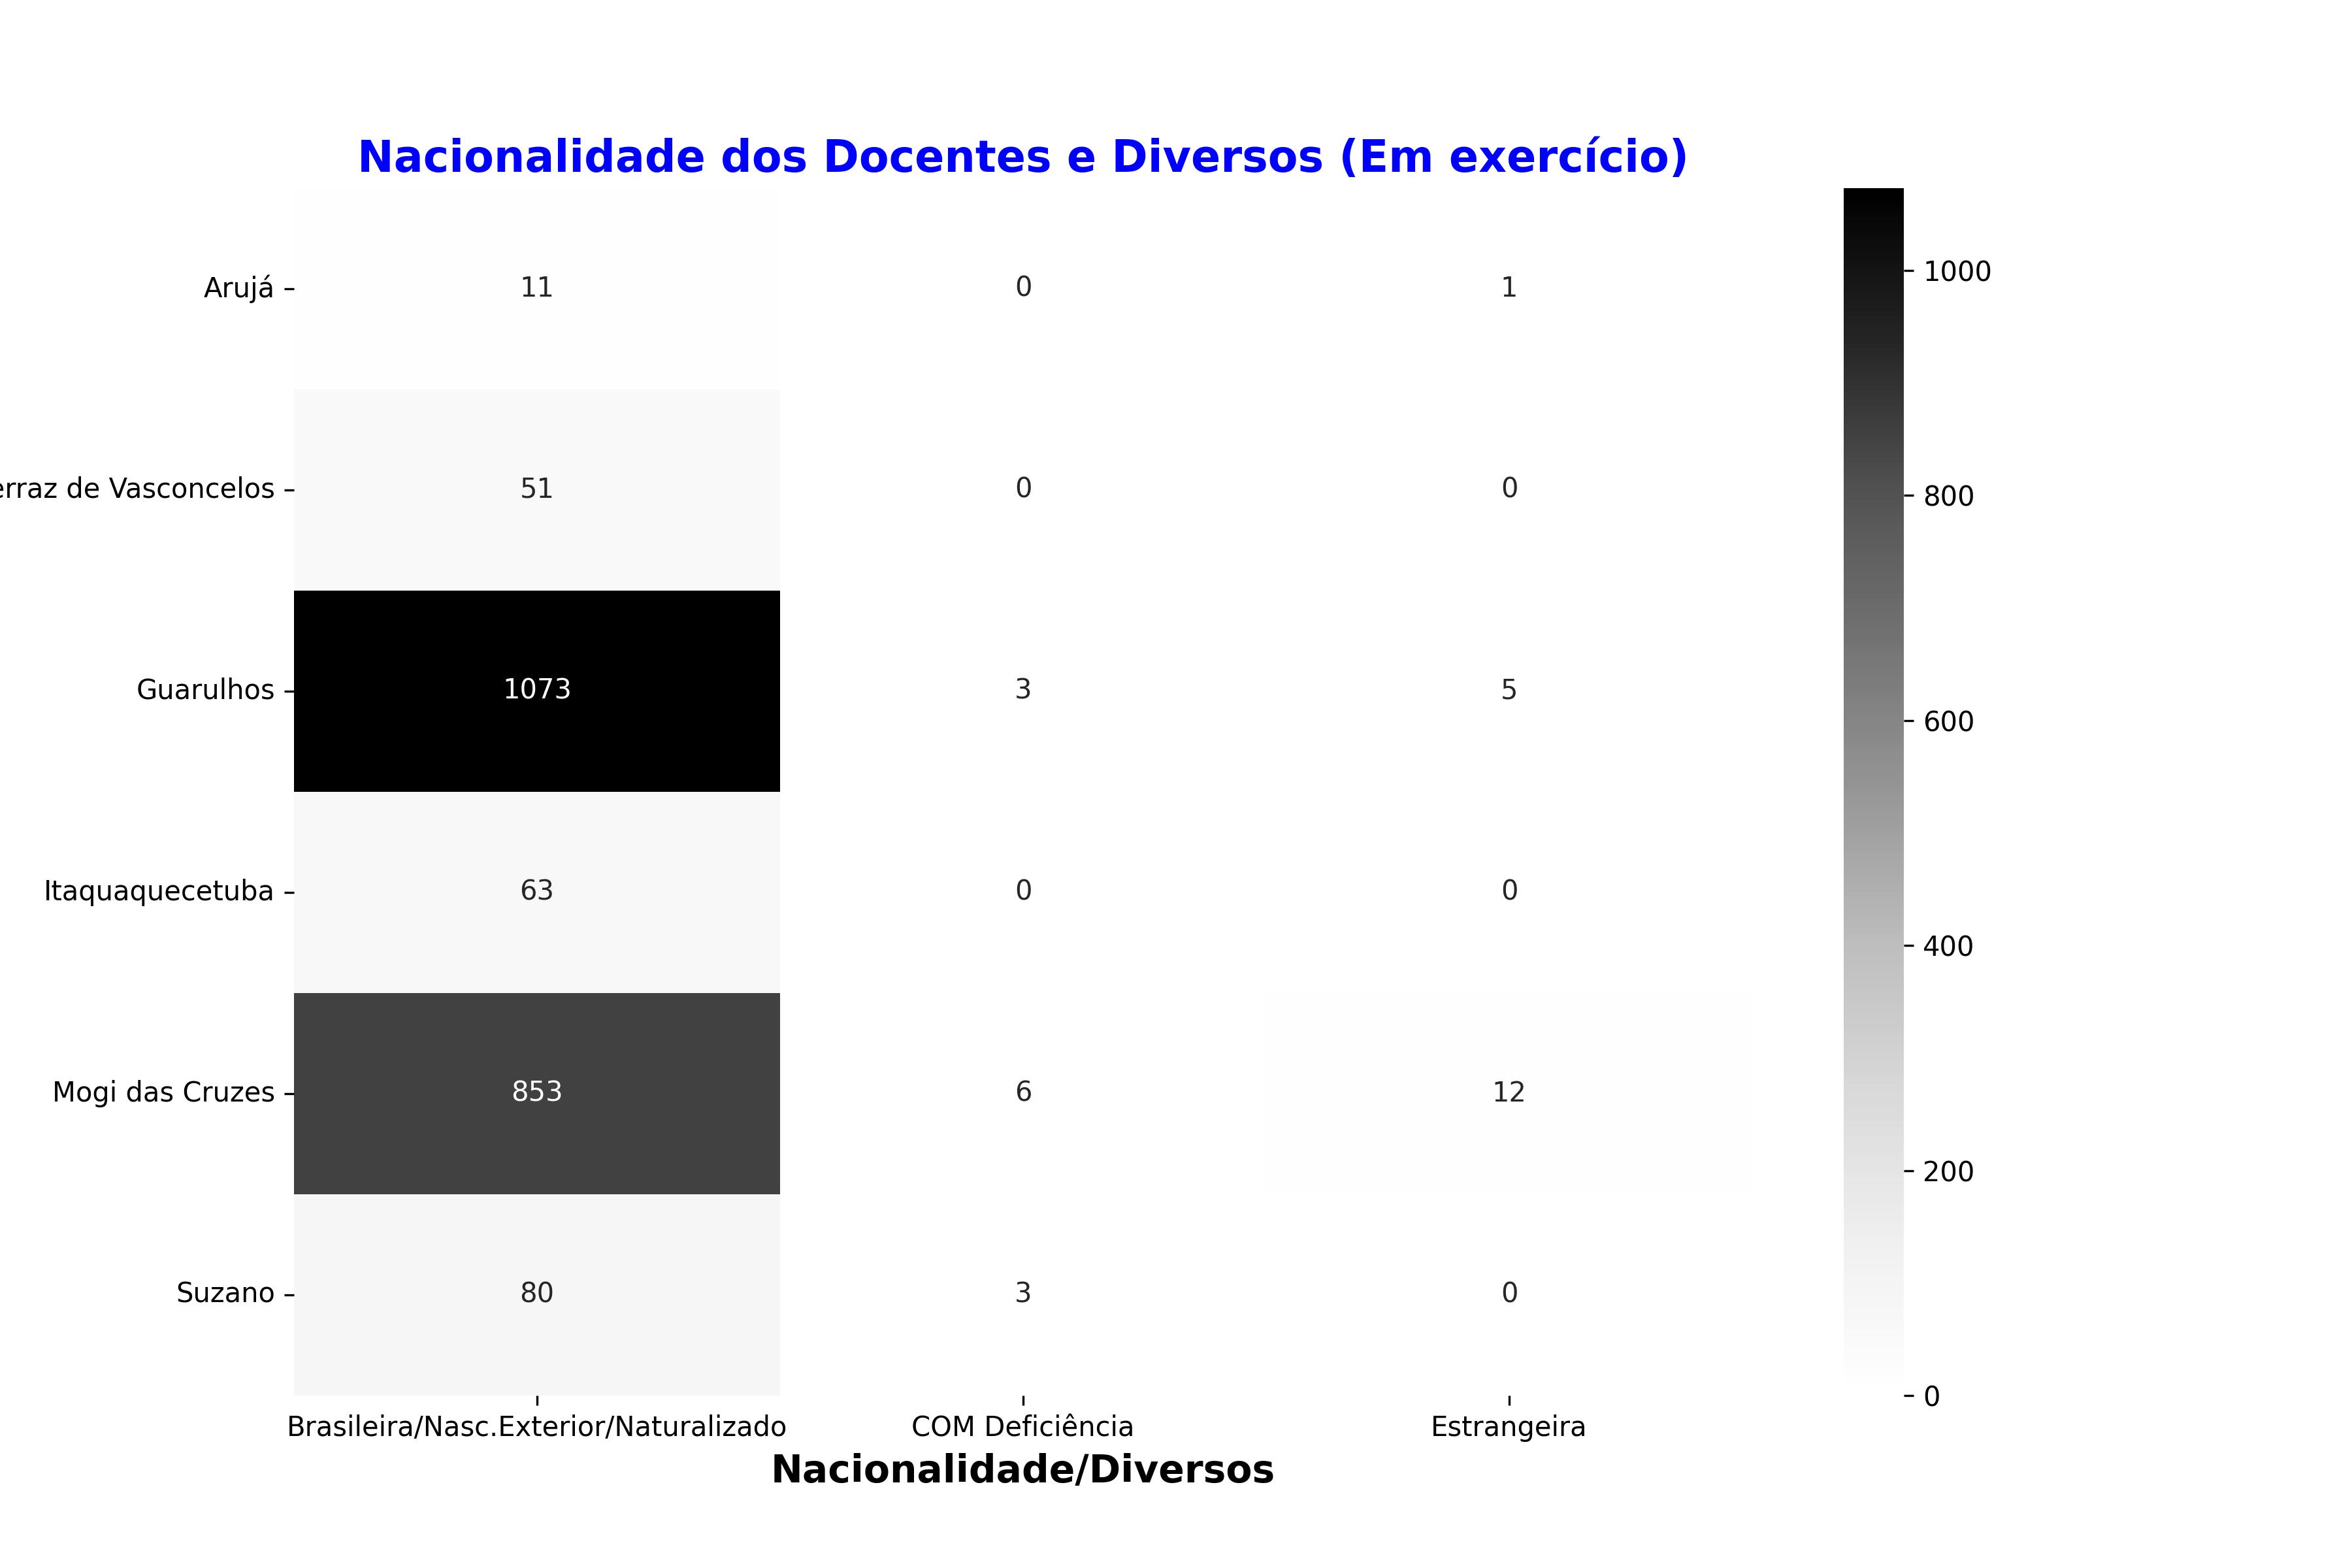 Nacionalidade dos Docentes e Diversos (Em exercício)
Arujá 11 0 1
erraz de Vasconcelos 51 0 0
Guarulhos 1073 3 5
Itaquaquecetuba 63 0 0
Mogi das Cruzes 853 6 12
Suzano 80 3 0
Brasileira/Nasc.Exterior/Naturalizado COM Deficiência Estrangeira
Nacionalidade/Diversos
1000
800
600
400
200
0